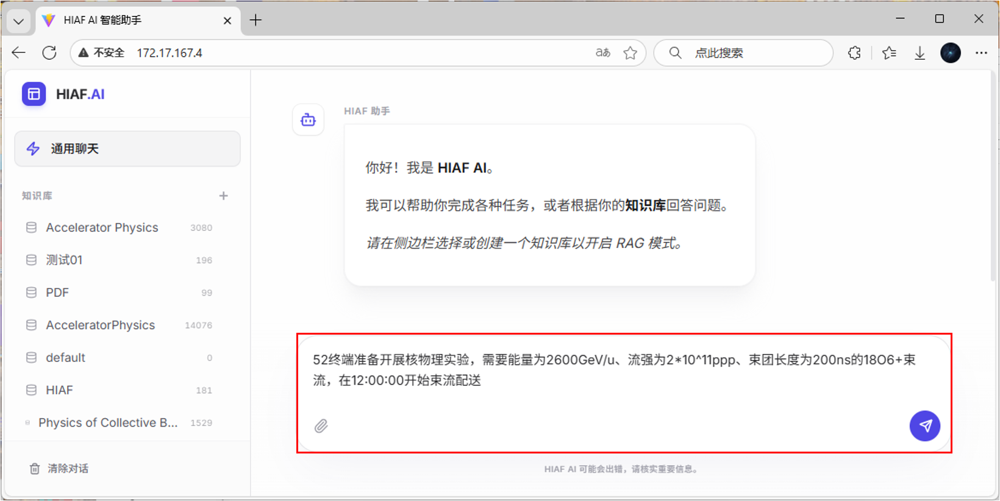 HIAF AI 智能助手
不安全 172.17.167.4
点此搜索
HIAF.AI
通用聊天
知识库
Accelerator Physics 3080
测试01 196
PDF 99
AcceleratorPhysics 14076
default 0
HIAF 181
Physics of Collective B... 1529
清除对话
HIAF 助手
你好！我是 HIAF AI。
我可以帮助你完成各种任务，或者根据你的知识库回答问题。
请在侧边栏选择或创建一个知识库以开启 RAG 模式。
52终端准备开展核物理实验，需要能量为2600GeV/u、流强为2*10^11ppp、束团长度为200ns的18O6+束
流，在12:00:00开始束流配送
HIAF AI 可能会出错，请核实重要信息。